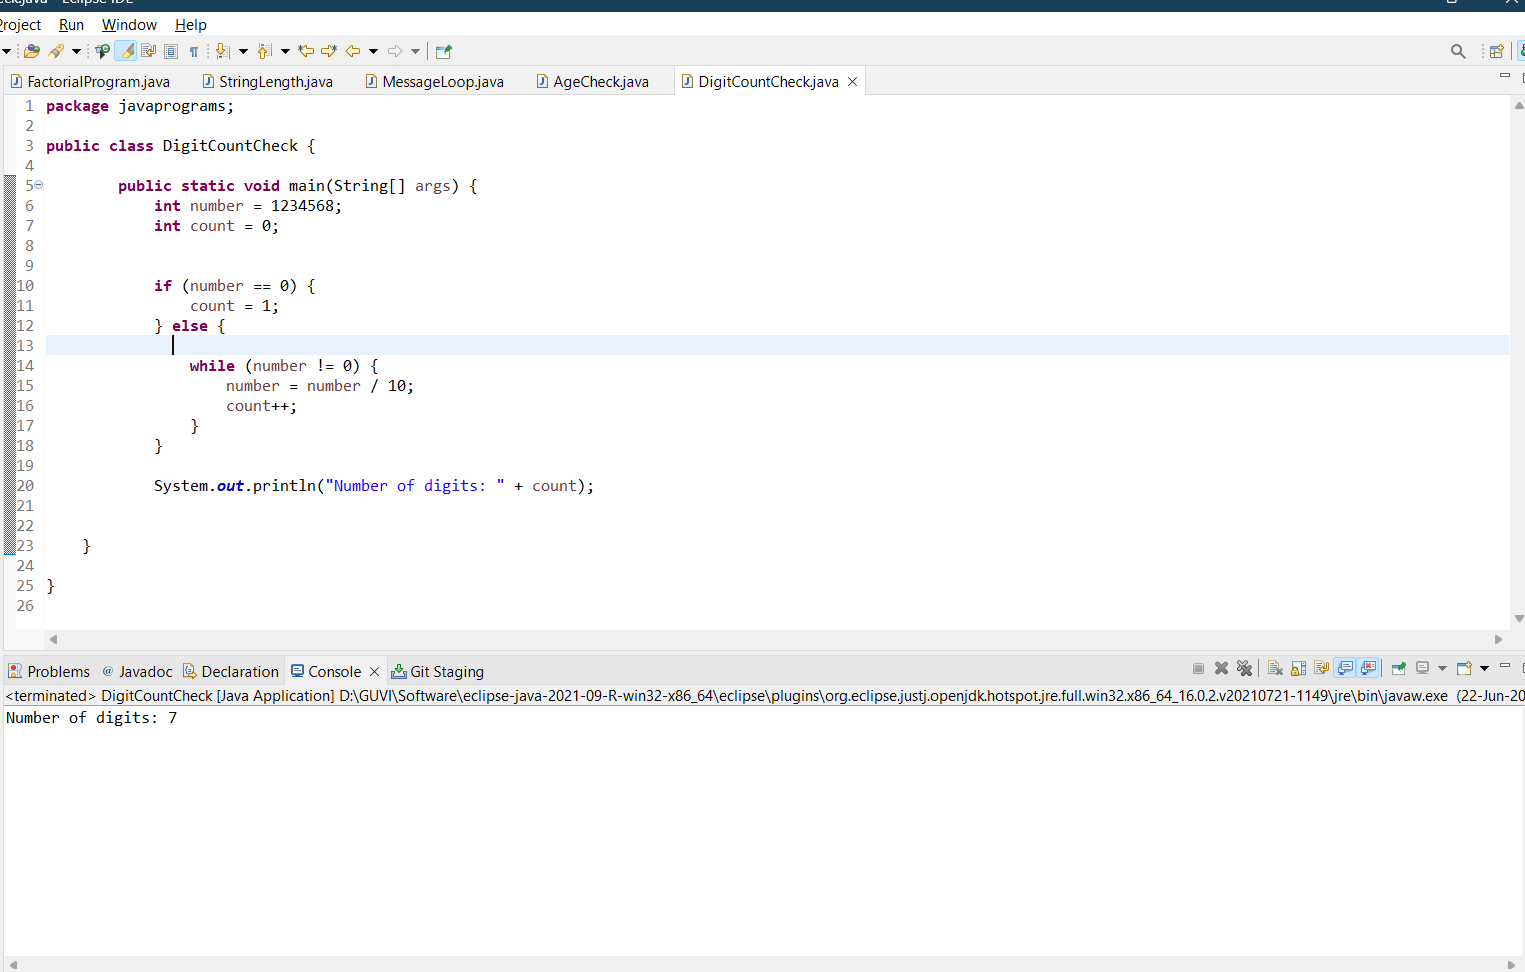 Eclipse IDE
Project Run Window Help
FactorialProgram.java StringLength.java MessageLoop.java AgeCheck.java DigitCountCheck.java
1 package javaprograms;
2
3 public class DigitCountCheck {
4
5 public static void main(String[] args) {
6 int number = 1234568;
7 int count = 0;
8
9
10 if (number == 0) {
11 count = 1;
12 } else {
13
14 while (number != 0) {
15 number = number / 10;
16 count++;
17 }
18 }
19
20 System.out.println("Number of digits: " + count);
21
22
23 }
24
25 }
26
Problems @ Javadoc Declaration Console Git Staging
<terminated> DigitCountCheck [Java Application] D:\GUVI\Software\eclipse-java-2021-09-R-win32-x86_64\eclipse\plugins\org.eclipse.justj.openjdk.hotspot.jre.full.win32.x86_64_16.0.2.v20210721-1149\jre\bin\javaw.exe (22-Jun-20
Number of digits: 7